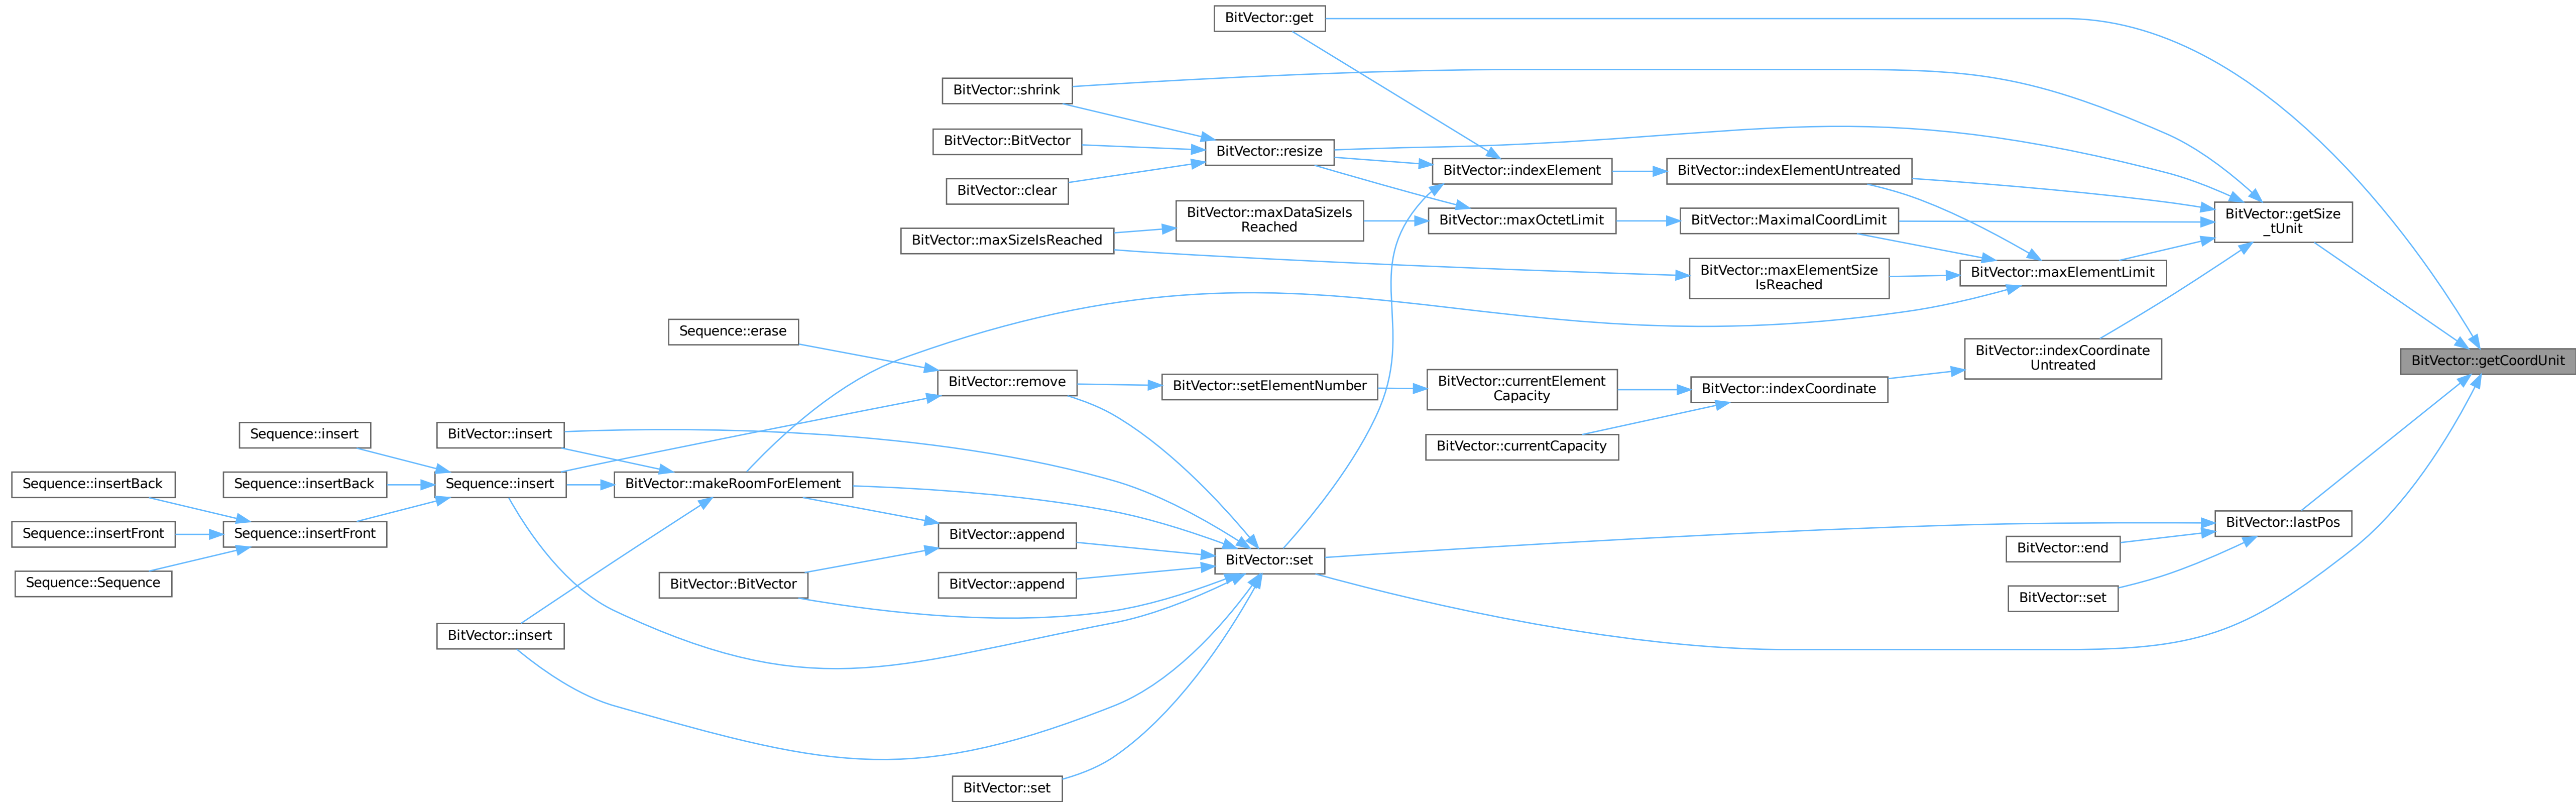 BitVector::get
BitVector::shrink
BitVector::BitVector
BitVector::resize
BitVector::indexElement
BitVector::indexElementUntreated
BitVector::clear
BitVector::maxDataSizeIs
Reached
BitVector::maxOctetLimit
BitVector::MaximalCoordLimit
BitVector::getSize
_tUnit
BitVector::maxSizeIsReached
BitVector::maxElementSize
IsReached
BitVector::maxElementLimit
Sequence::erase
BitVector::indexCoordinate
Untreated
BitVector::getCoordUnit
BitVector::remove
BitVector::setElementNumber
BitVector::currentElement
Capacity
BitVector::indexCoordinate
Sequence::insert
BitVector::insert
BitVector::currentCapacity
Sequence::insertBack
Sequence::insertBack
Sequence::insert
BitVector::makeRoomForElement
BitVector::lastPos
Sequence::insertFront
Sequence::insertFront
BitVector::append
BitVector::end
BitVector::set
Sequence::Sequence
BitVector::BitVector
BitVector::append
BitVector::set
BitVector::insert
BitVector::set